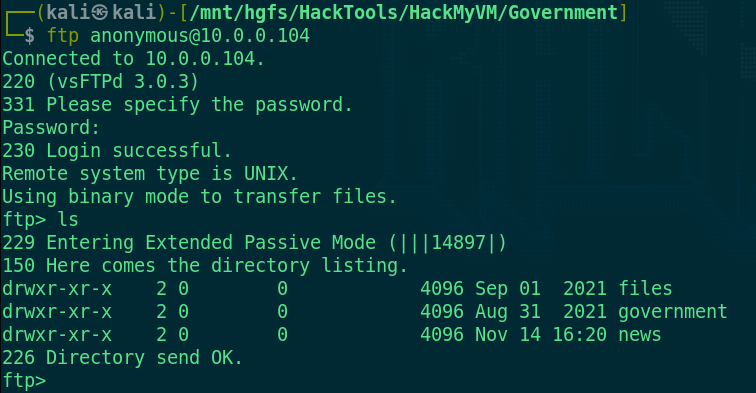 ┌──(kali㉿kali)-[/mnt/hgfs/HackTools/HackMyVM/Government]
└─$ ftp anonymous@10.0.0.104
Connected to 10.0.0.104.
220 (vsFTPd 3.0.3)
331 Please specify the password.
Password:
230 Login successful.
Remote system type is UNIX.
Using binary mode to transfer files.
ftp> ls
229 Entering Extended Passive Mode (|||14897|)
150 Here comes the directory listing.
drwxr-xr-x    2 0        0            4096 Sep 01  2021 files
drwxr-xr-x    2 0        0            4096 Aug 31  2021 government
drwxr-xr-x    2 0        0            4096 Nov 14 16:20 news
226 Directory send OK.
ftp>